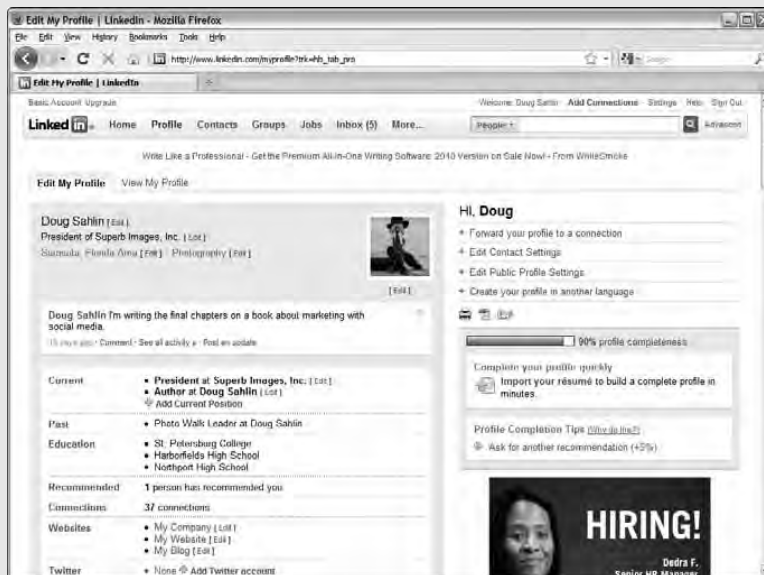 Edit My Profile | LinkedIn - Mozilla Firefox
File Edit View History Bookmarks Tools Help
http://www.linkedin.com/myprofile?trk=hb_tab_pro
Edit My Profile | LinkedIn
Basic Account: Upgrade
Welcome, Doug Sahlin · Add Connections · Settings · Help · Sign Out
Linked in Home Profile Contacts Groups Jobs Inbox (5) More...
People
Advanced
Write Like a Professional - Get the Premium All-in-One Writing Software: 2010 Version on Sale Now! - From WhiteSmoke
Edit My Profile View My Profile
Doug Sahlin [Edit]
President of Superb Images, Inc. [Edit]
Sarasota, Florida Area [Edit] Photography [Edit]
[Edit]
Doug Sahlin I'm writing the final chapters on a book about marketing with
social media.
days ago · Comment · See all activity » · Post an update
Current
• President at Superb Images, Inc. [Edit]
• Author at Doug Sahlin [Edit]
Add Current Position
Past
• Photo Walk Leader at Doug Sahlin
Education
• St. Petersburg College
• Harborfields High School
• Northport High School
Recommended 1 person has recommended you
Connections 37 connections
Websites
• My Company [Edit]
• My Website [Edit]
• My Blog [Edit]
Twitter • None Add Twitter account
Hi, Doug
Forward your profile to a connection
Edit Contact Settings
Edit Public Profile Settings
Create your profile in another language
90% profile completeness
Complete your profile quickly
Import your résumé to build a complete profile in
minutes.
Profile Completion Tips (Why do this?)
Ask for another recommendation (+5%)
HIRING!
Dedra F.
Senior HR Manager